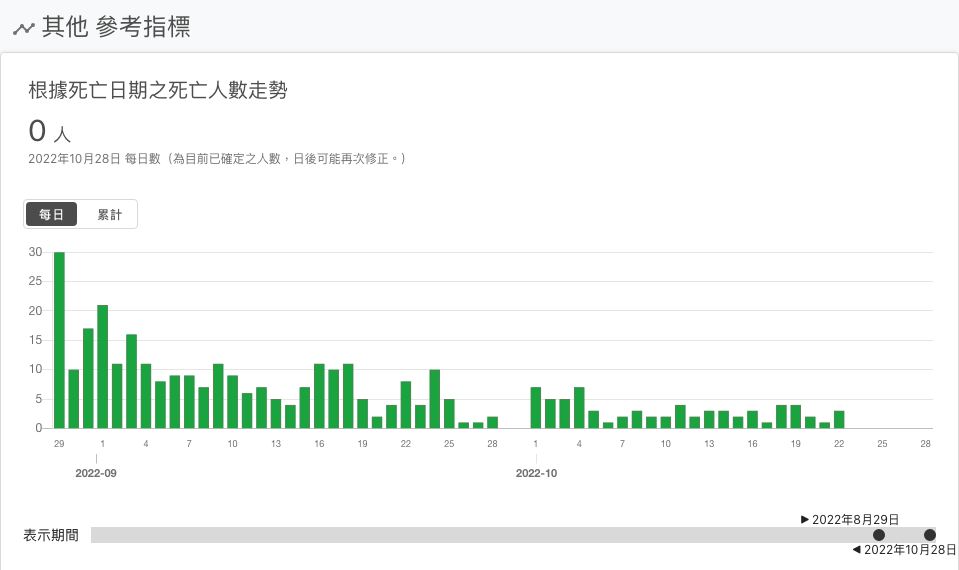 其他 參考指標
根據死亡日期之死亡人數走勢
0 人
2022年10月28日 每日數（為目前已確定之人數，日後可能再次修正。）
每日 累計
30
25
20
15
10
5
0
29 1 4 7 10 13 16 19 22 25 28 1 4 7 10 13 16 19 22 25 28
2022-09 2022-10
2022年8月29日
表示期間
2022年10月28日